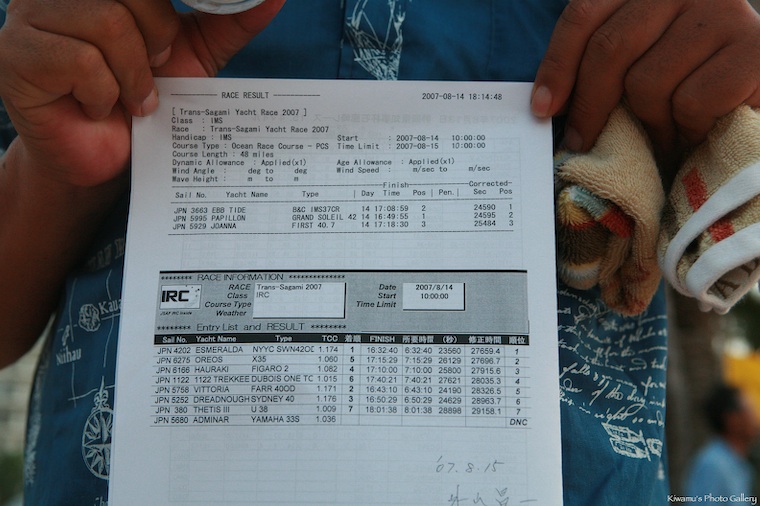 ---------- RACE RESULT ---------- 2007-08-14 18:14:48
[ Trans-Sagami Yacht Race 2007 ]
Class : IMS
Race : Trans-Sagami Yacht Race 2007
Handicap : IMS Start : 2007-08-14 10:00:00
Course Type : Ocean Race Course - PCS Time Limit : 2007-08-15 10:00:00
Course Length : 48 miles
Dynamic Allowance : Applied(x1) Age Allowance : Applied(x1)
Wind Angle : deg to deg Wind Speed : m/sec to m/sec
Wave Height : m to m
Finish Corrected
Sail No. Yacht Name Type | Day Time Pos | Pen. | Sec Pos
JPN 3663 EBB TIDE B&C IMS37CR 14 17:08:59 2 24590 1
JPN 5995 PAPILLON GRAND SOLEIL 42 14 16:49:55 1 24595 2
JPN 5929 JOANNA FIRST 40.7 14 17:18:30 3 25484 3
******** RACE INFORMATION **************
IRC
RACE Trans-Sagami 2007 Date 2007/8/14
Class IRC Start 10:00:00
Course Type Time Limit
Weather
******** Entry List and RESULT ********
Sail No. Yacht Name Type TCC 着順 FINISH 所要時間 (秒) 修正時間 順位
JPN 4202 ESMERALDA NYYC SWN42OD 1.174 1 16:32:40 6:32:40 23560 27659.4 1
JPN 6275 OREOS X35 1.060 5 17:15:29 7:15:29 26129 27696.7 2
JPN 6166 HAURAKI FIGARO 2 1.082 4 17:10:00 7:10:00 25800 27915.6 3
JPN 1122 1122 TREKKEE DUBOIS ONE TC 1.015 6 17:40:21 7:40:21 27621 28035.3 4
JPN 5758 VITTORIA FARR 40OD 1.171 2 16:43:10 6:43:10 24190 28326.5 5
JPN 5252 DREADNOUGH SYDNEY 40 1.176 3 16:50:29 6:50:29 24629 28963.7 6
JPN 380 THETIS III U 38 1.009 7 18:01:38 8:01:38 28898 29158.1 7
JPN 5680 ADMINAR YAMAHA 33S 1.036 DNC
'07.8.15
Kiwamu's Photo Gallery